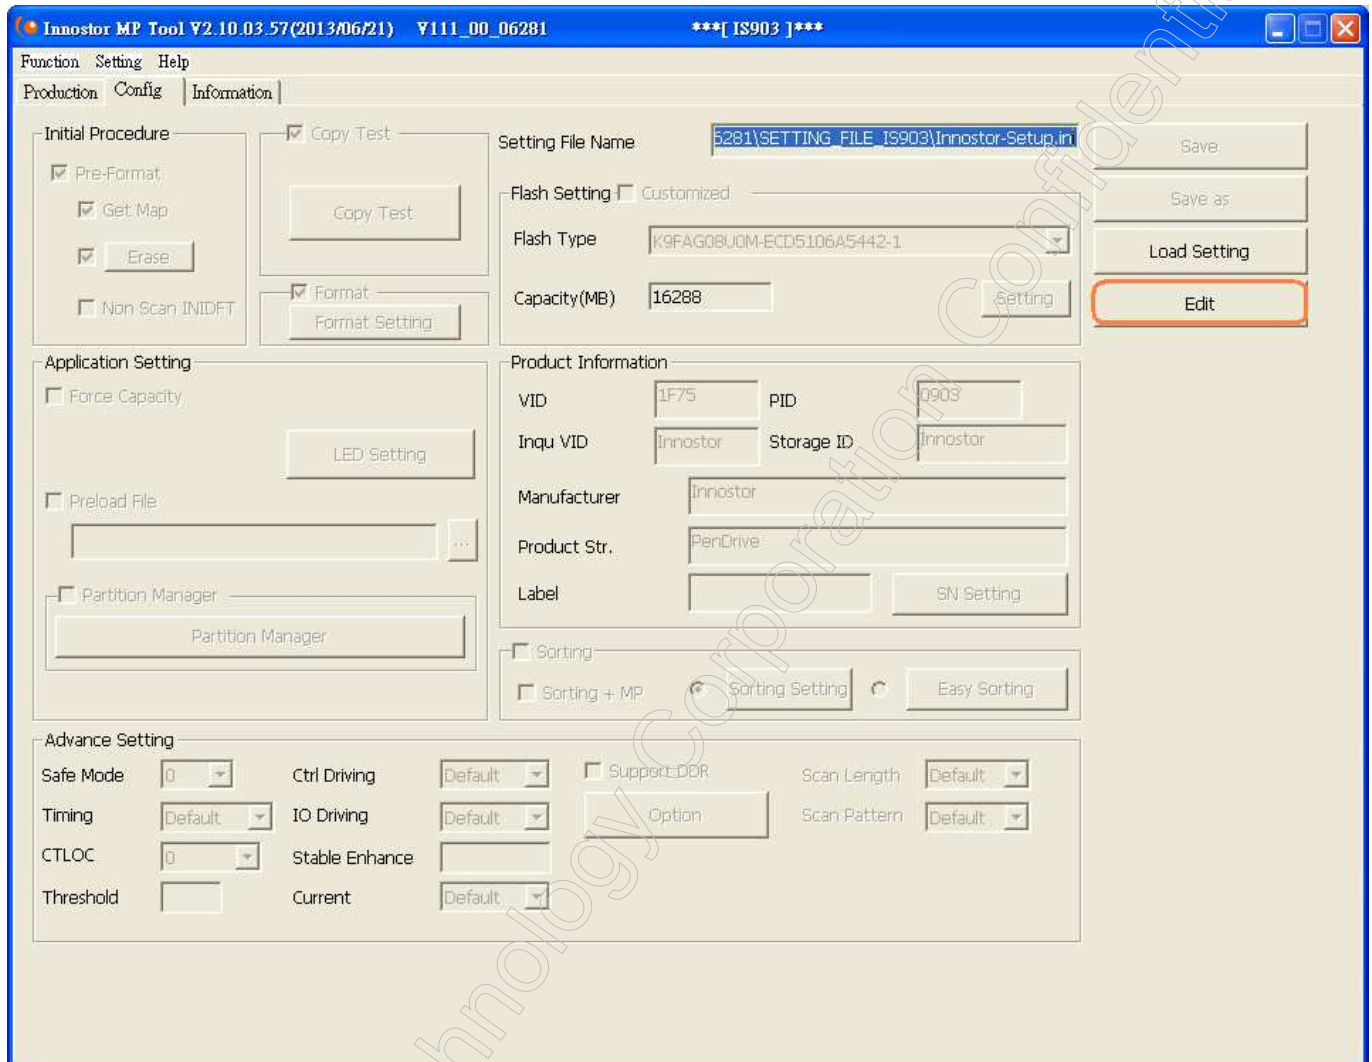 Innostor MP Tool V2.10.03.57(2013/06/21) V111_00_06281 ***[ IS903 ]***
Function Setting Help
Production Config Information
Initial Procedure
Pre-Format
Get Map
Erase
Non Scan INIDFT
Copy Test
Copy Test
Format
Format Setting
Setting File Name 6281\SETTING_FILE_IS903\Innostor-Setup.ini
Flash Setting Customized
Flash Type K9FAG08U0M-ECD5106A5442-1
Capacity(MB) 16288 Setting
Save
Save as
Load Setting
Edit
Application Setting
Force Capacity
LED Setting
Preload File
...
Partition Manager
Partition Manager
Product Information
VID 1F75 PID 0903
Inqu VID Innostor Storage ID Innostor
Manufacturer Innostor
Product Str. PenDrive
Label SN Setting
Sorting
Sorting + MP Sorting Setting Easy Sorting
Advance Setting
Safe Mode 0 Ctrl Driving Default Support DDR Scan Length Default
Timing Default IO Driving Default Option Scan Pattern Default
CTLOC 0 Stable Enhance
Threshold Current Default
hnology Corporation Confidenti